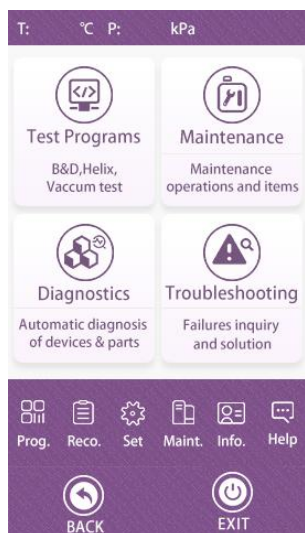 T: ℃ P: kPa
Test Programs
B&D,Helix,
Vaccum test
Maintenance
Maintenance
operations and items
Diagnostics
Automatic diagnosis
of devices & parts
Troubleshooting
Failures inquiry
and solution
Prog. Reco. Set Maint. Info. Help
BACK EXIT